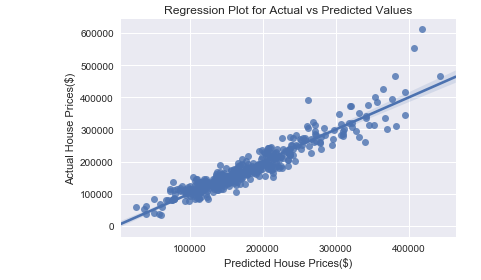 Regression Plot for Actual vs Predicted Values
600000
500000
400000
300000
200000
100000
0
Actual House Prices($)
100000 200000 300000 400000
Predicted House Prices($)